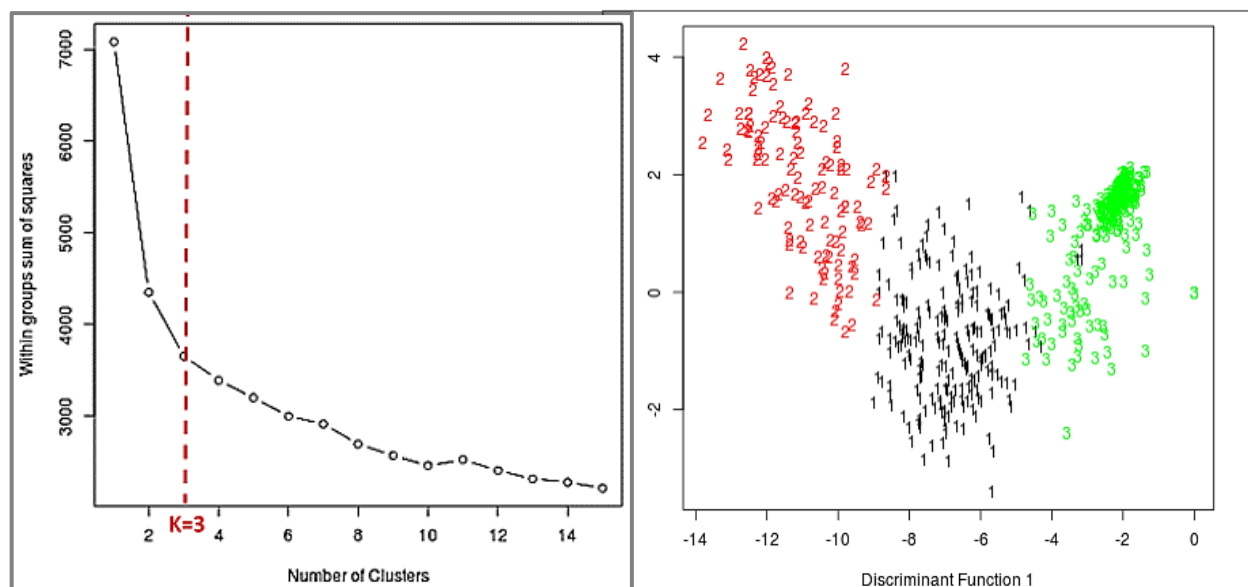 Within groups sum of squares
7000
6000
5000
4000
3000
2 4 6 8 10 12 14
K=3
Number of Clusters
4
2
0
-2
-14 -12 -10 -8 -6 -4 -2 0
Discriminant Function 1